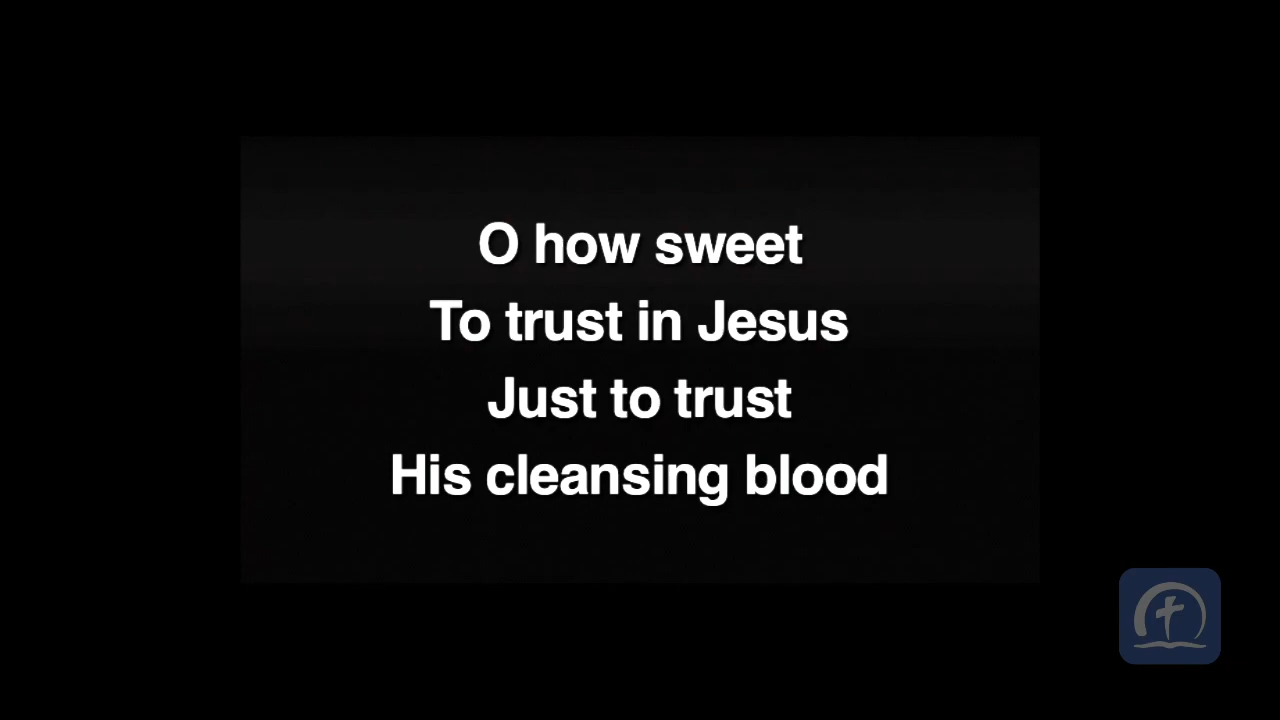 O how sweet
To trust in Jesus
Just to trust
His cleansing blood